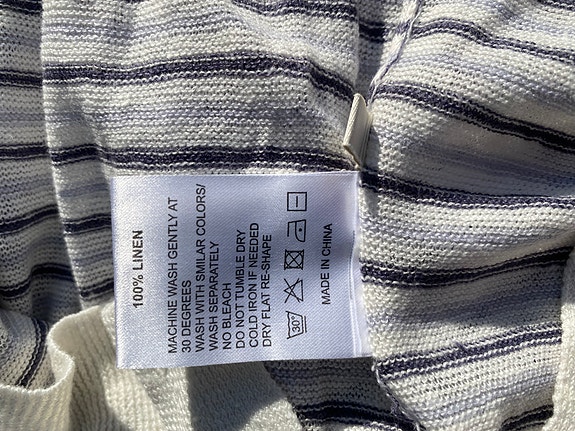 100% LINEN
MACHINE WASH GENTLY AT
30 DEGREES
WASH WITH SIMILAR COLORS/
WASH SEPARATELY
NO BLEACH
DO NOT TUMBLE DRY
COLD IRON IF NEEDED
DRY FLAT RE-SHAPE
30°
MADE IN CHINA